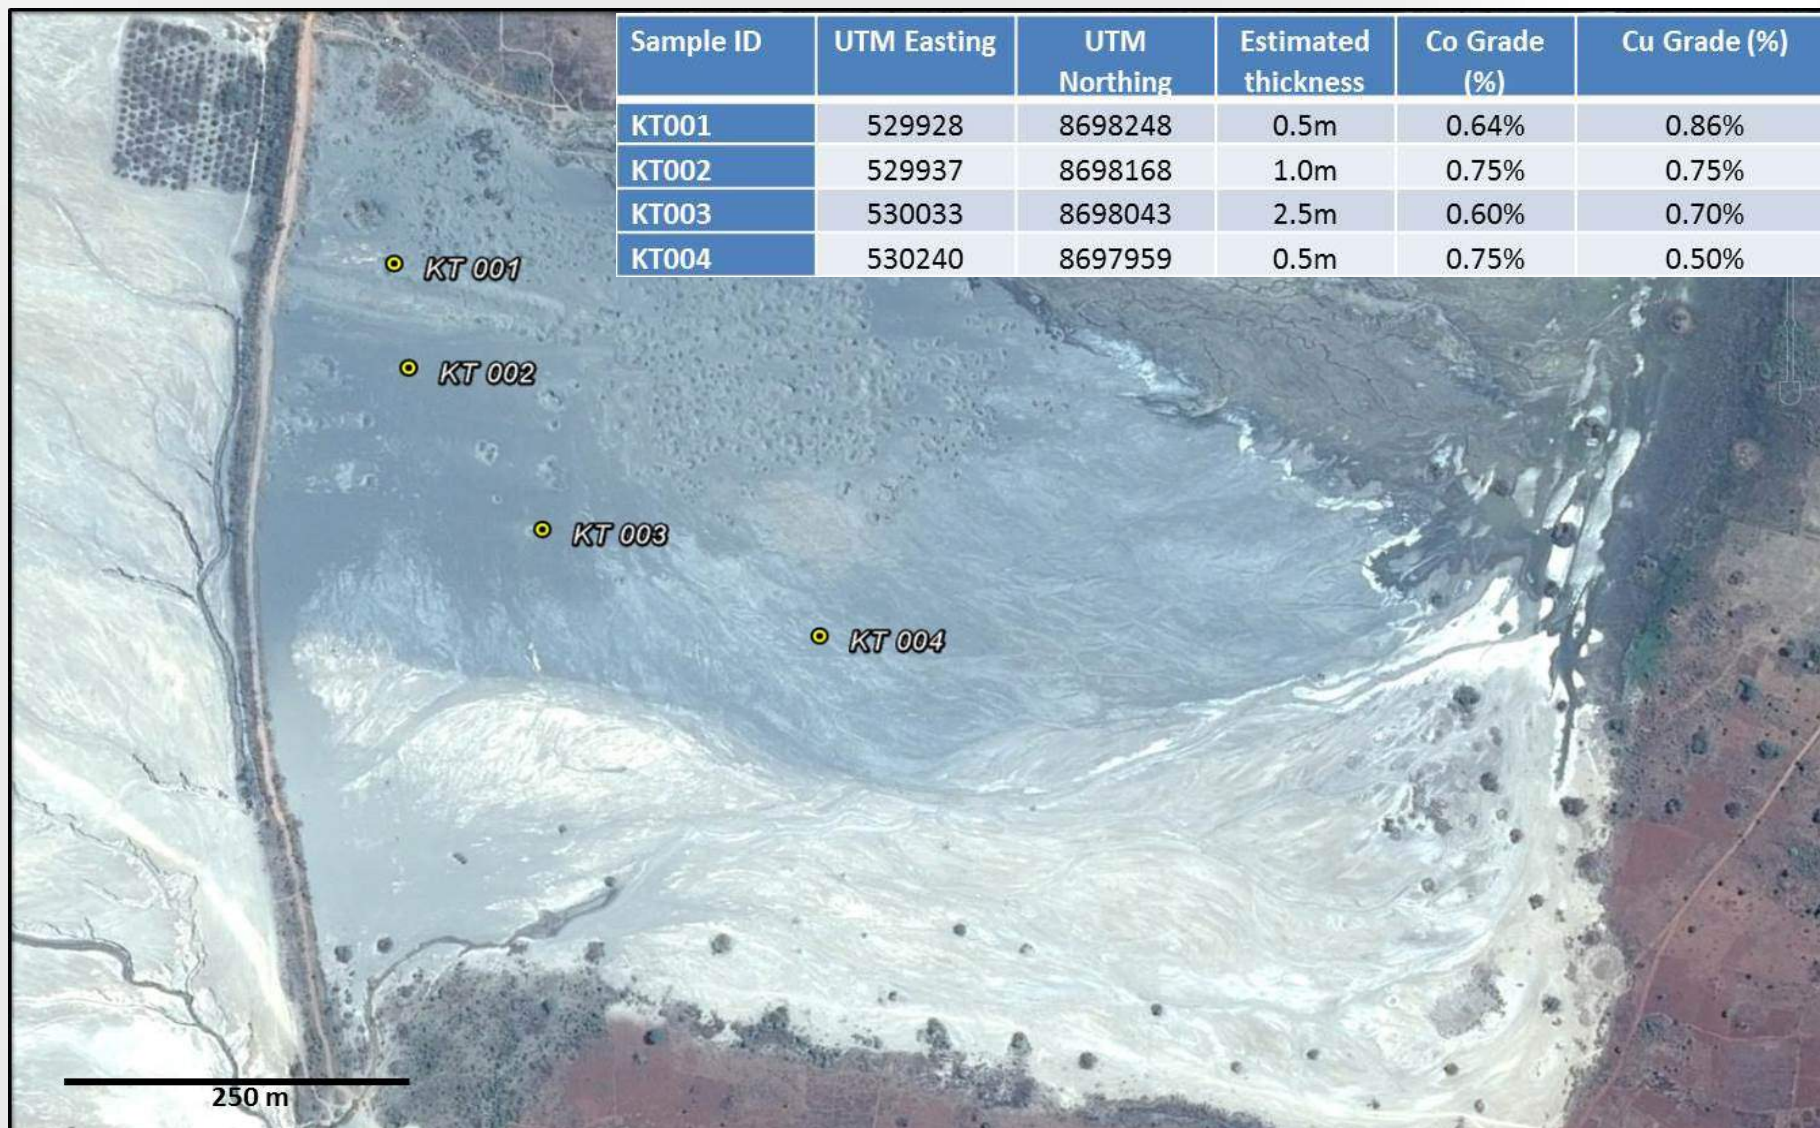 Sample ID UTM Easting UTM Northing Estimated thickness Co Grade (%) Cu Grade (%)
KT001 529928 8698248 0.5m 0.64% 0.86%
KT002 529937 8698168 1.0m 0.75% 0.75%
KT003 530033 8698043 2.5m 0.60% 0.70%
KT004 530240 8697959 0.5m 0.75% 0.50%
KT 001
KT 002
KT 003
KT 004
250 m